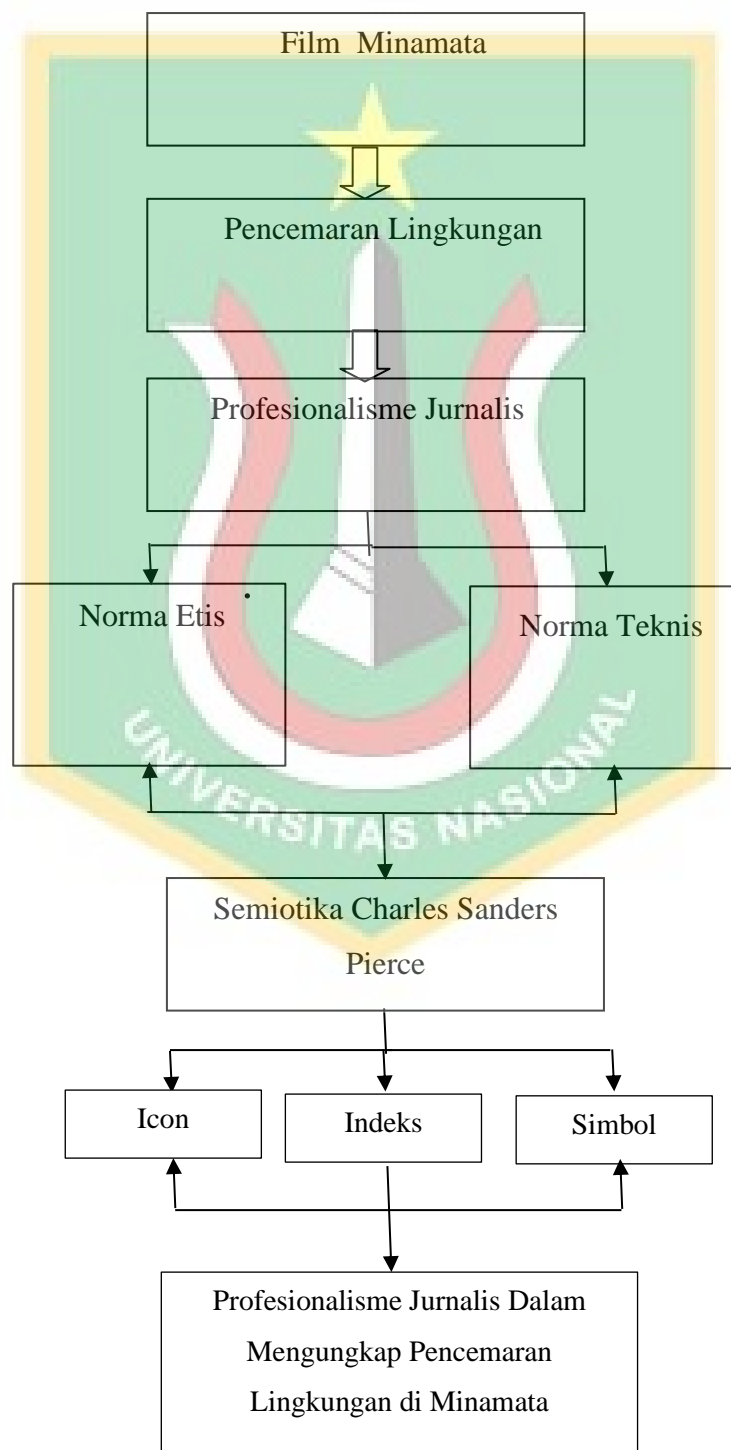 Film Minamata
Pencemaran Lingkungan
Profesionalisme Jurnalis
Norma Etis
Norma Teknis
UNIVERSITAS NASIONAL
Semiotika Charles Sanders
Pierce
Icon
Indeks
Simbol
Profesionalisme Jurnalis Dalam
Mengungkap Pencemaran
Lingkungan di Minamata